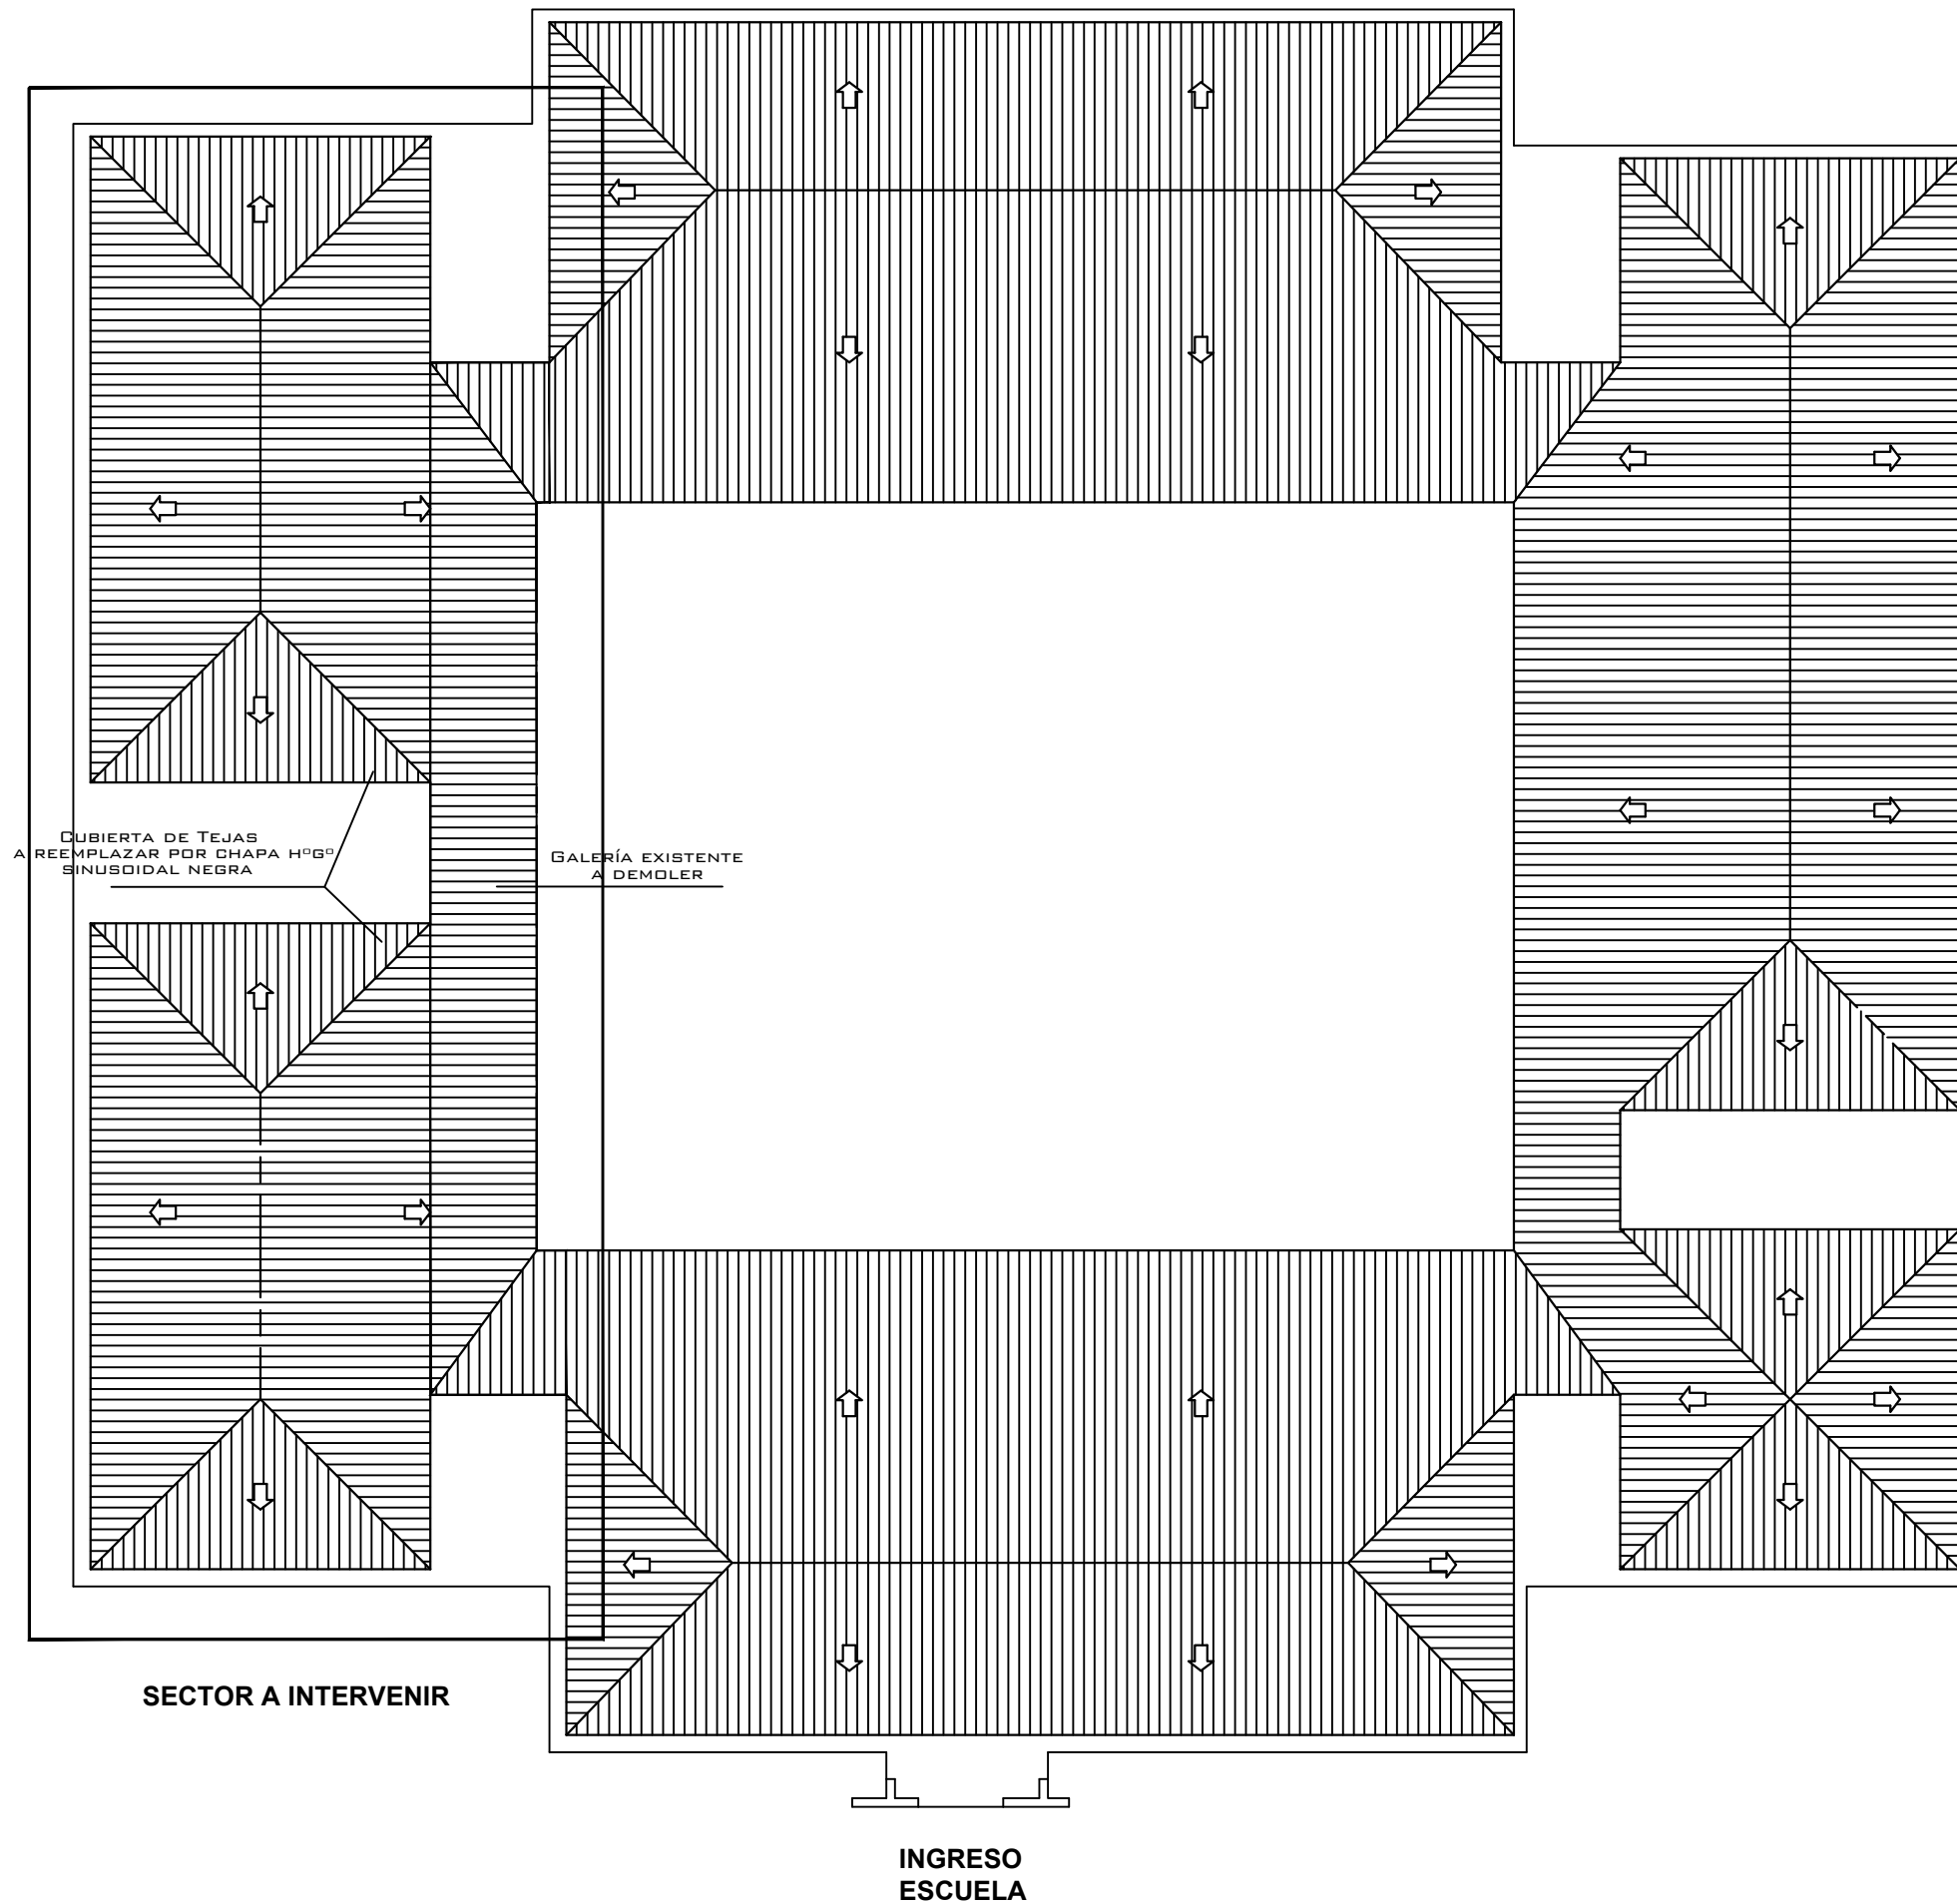 CUBIERTA DE TEJAS
A REEMPLAZAR POR CHAPA HºGº
SINUSOIDAL NEGRA
GALERÍA EXISTENTE
A DEMOLER
SECTOR A INTERVENIR
INGRESO
ESCUELA